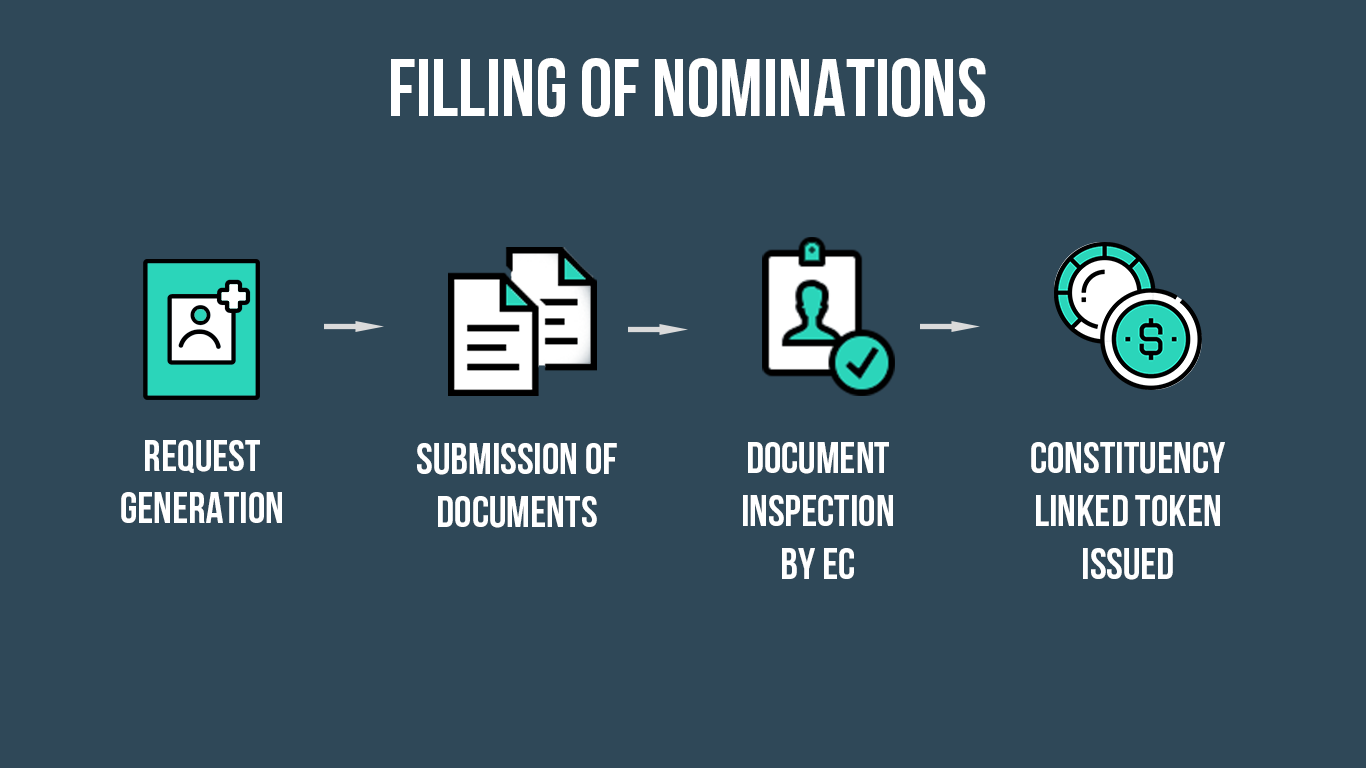 FILLING OF NOMINATIONS
REQUEST
GENERATION
SUBMISSION OF
DOCUMENTS
DOCUMENT
INSPECTION
BY EC
CONSTITUENCY
LINKED TOKEN
ISSUED